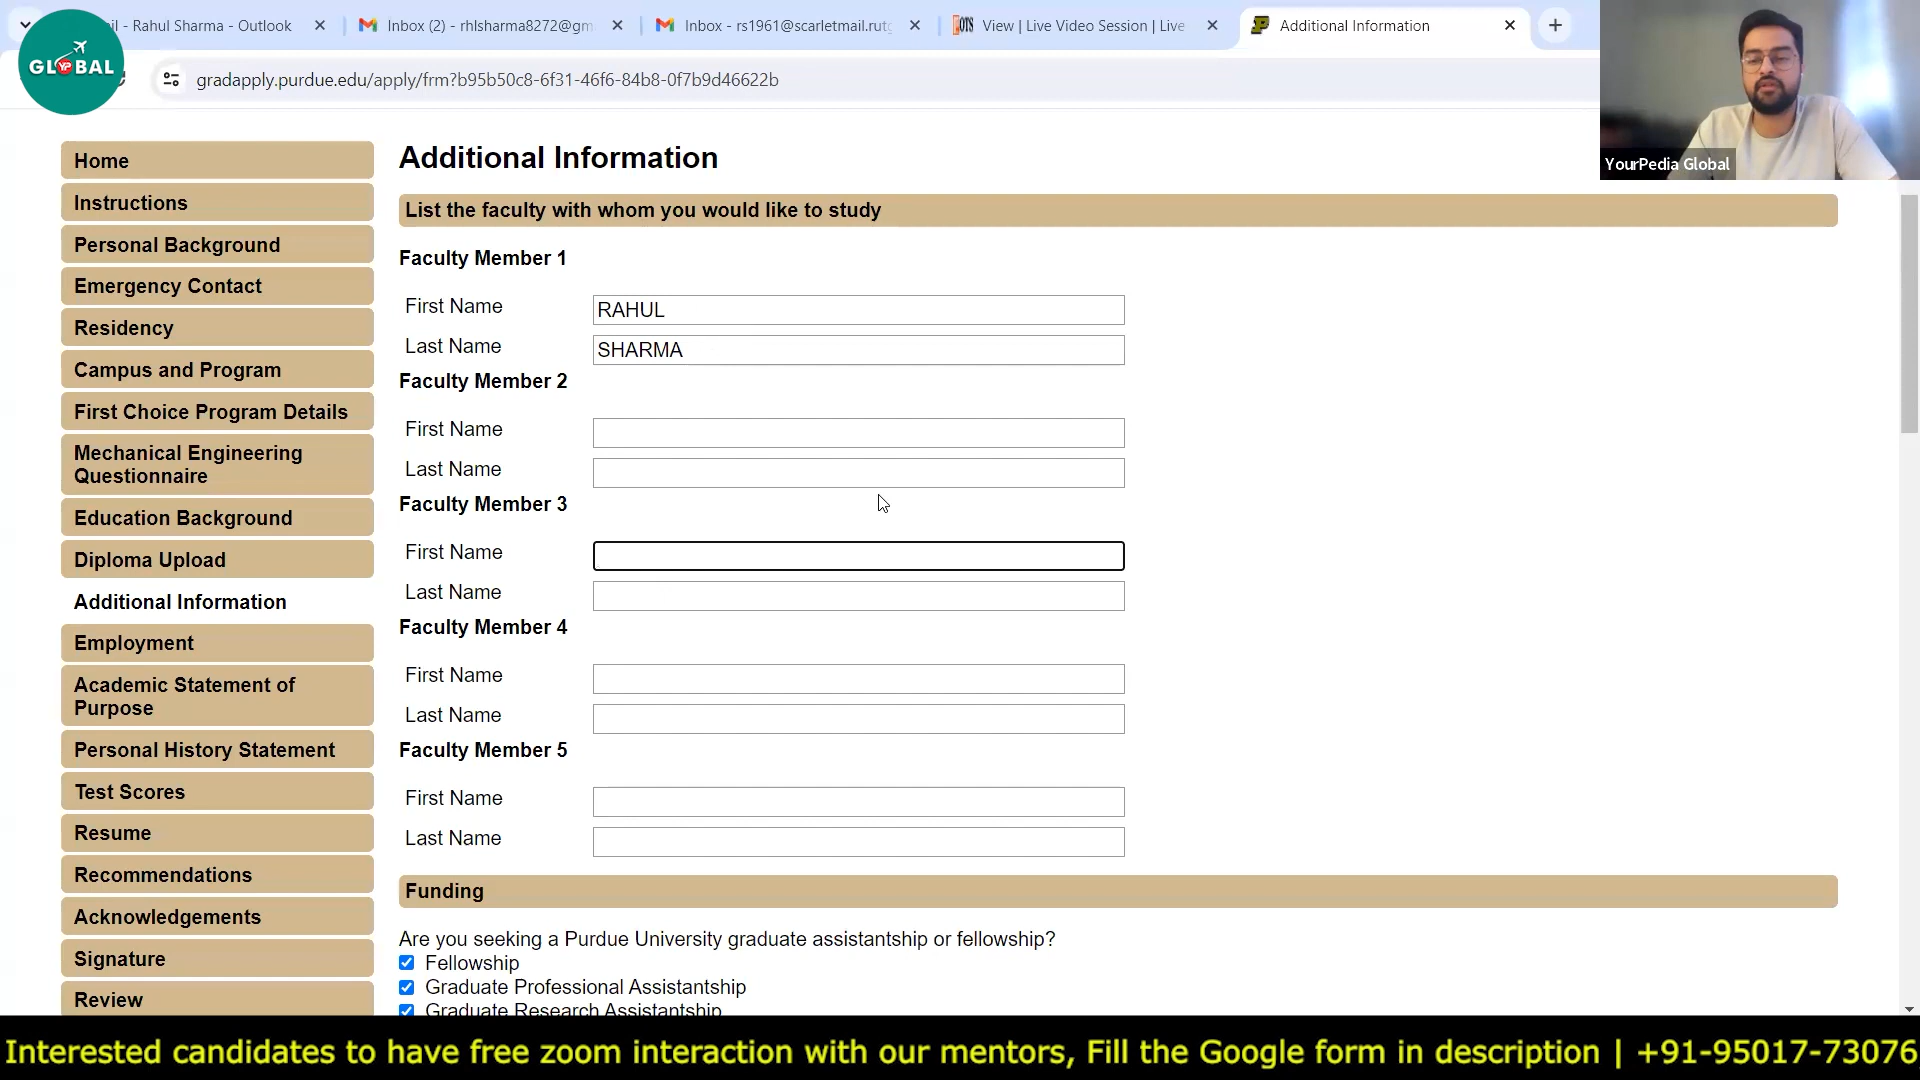 il - Rahul Sharma - Outlook
Inbox (2) - rhlsharma8272@gm
Inbox - rs1961@scarletmail.rutg
View | Live Video Session | Live
Additional Information
GLOBAL
YP
gradapply.purdue.edu/apply/frm?b95b50c8-6f31-46f6-84b8-0f7b9d46622b
YourPedia Global
Home
Instructions
Personal Background
Emergency Contact
Residency
Campus and Program
First Choice Program Details
Mechanical Engineering
Questionnaire
Education Background
Diploma Upload
Additional Information
Employment
Academic Statement of
Purpose
Personal History Statement
Test Scores
Resume
Recommendations
Acknowledgements
Signature
Review
Additional Information
List the faculty with whom you would like to study
Faculty Member 1
First Name RAHUL
Last Name SHARMA
Faculty Member 2
First Name
Last Name
Faculty Member 3
First Name
Last Name
Faculty Member 4
First Name
Last Name
Faculty Member 5
First Name
Last Name
Funding
Are you seeking a Purdue University graduate assistantship or fellowship?
Fellowship
Graduate Professional Assistantship
Graduate Research Assistantship
Interested candidates to have free zoom interaction with our mentors, Fill the Google form in description | +91-95017-73076